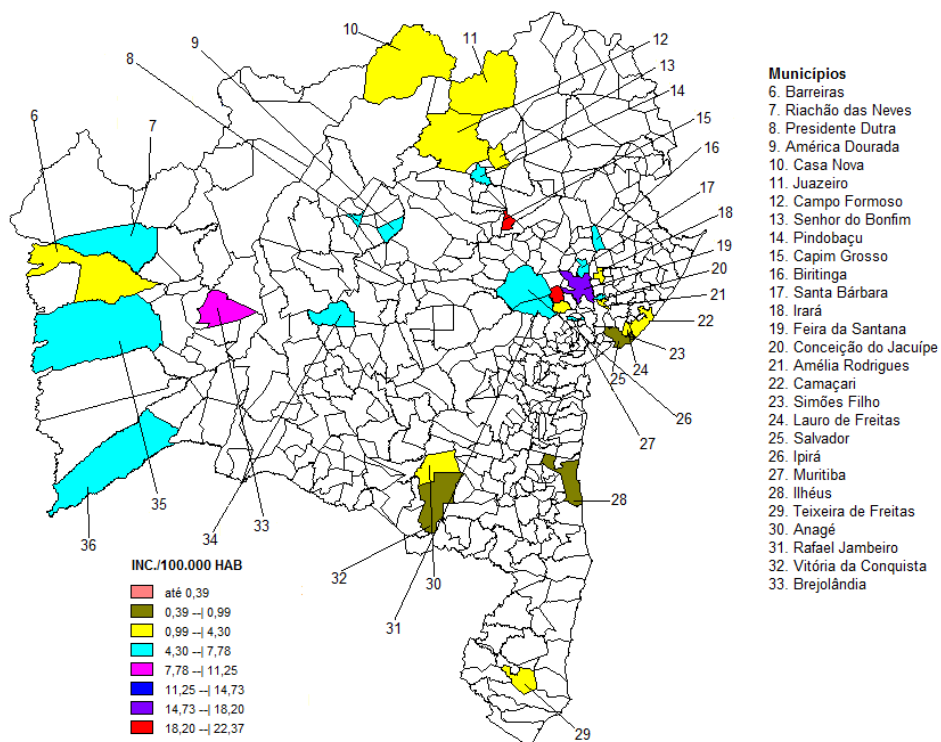 10
11
12
13
14
15
16
17
18
19
20
21
22
23
24
25
26
27
28
29
30
31
32
33
34
35
36
6
7
8
9
Municípios
6. Barreiras
7. Riachão das Neves
8. Presidente Dutra
9. América Dourada
10. Casa Nova
11. Juazeiro
12. Campo Formoso
13. Senhor do Bonfim
14. Pindobaçu
15. Capim Grosso
16. Biritinga
17. Santa Bárbara
18. Irará
19. Feira da Santana
20. Conceição do Jacuípe
21. Amélia Rodrigues
22. Camaçari
23. Simões Filho
24. Lauro de Freitas
25. Salvador
26. Ipirá
27. Muritiba
28. Ilhéus
29. Teixeira de Freitas
30. Anagé
31. Rafael Jambeiro
32. Vitória da Conquista
33. Brejolândia
INC./100.000 HAB
até 0,39
0,39 --| 0,99
0,99 --| 4,30
4,30 --| 7,78
7,78 --| 11,25
11,25 --| 14,73
14,73 --| 18,20
18,20 --| 22,37